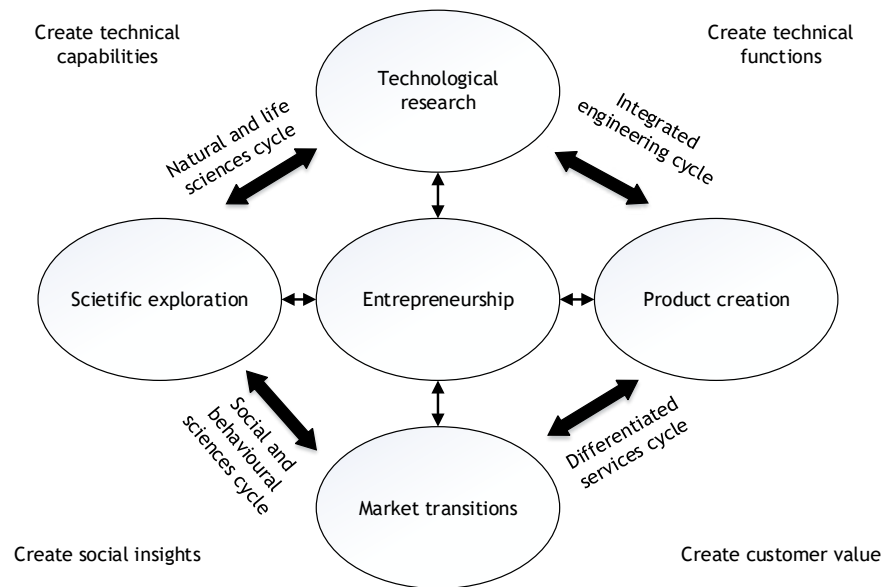 Create technical
capabilities
Create technical
functions
Technological
research
Natural and life
sciences cycle
Integrated
engineering cycle
Scietific exploration
Entrepreneurship
Product creation
Social and
behavioural
sciences cycle
Differentiated
services cycle
Market transitions
Create social insights
Create customer value